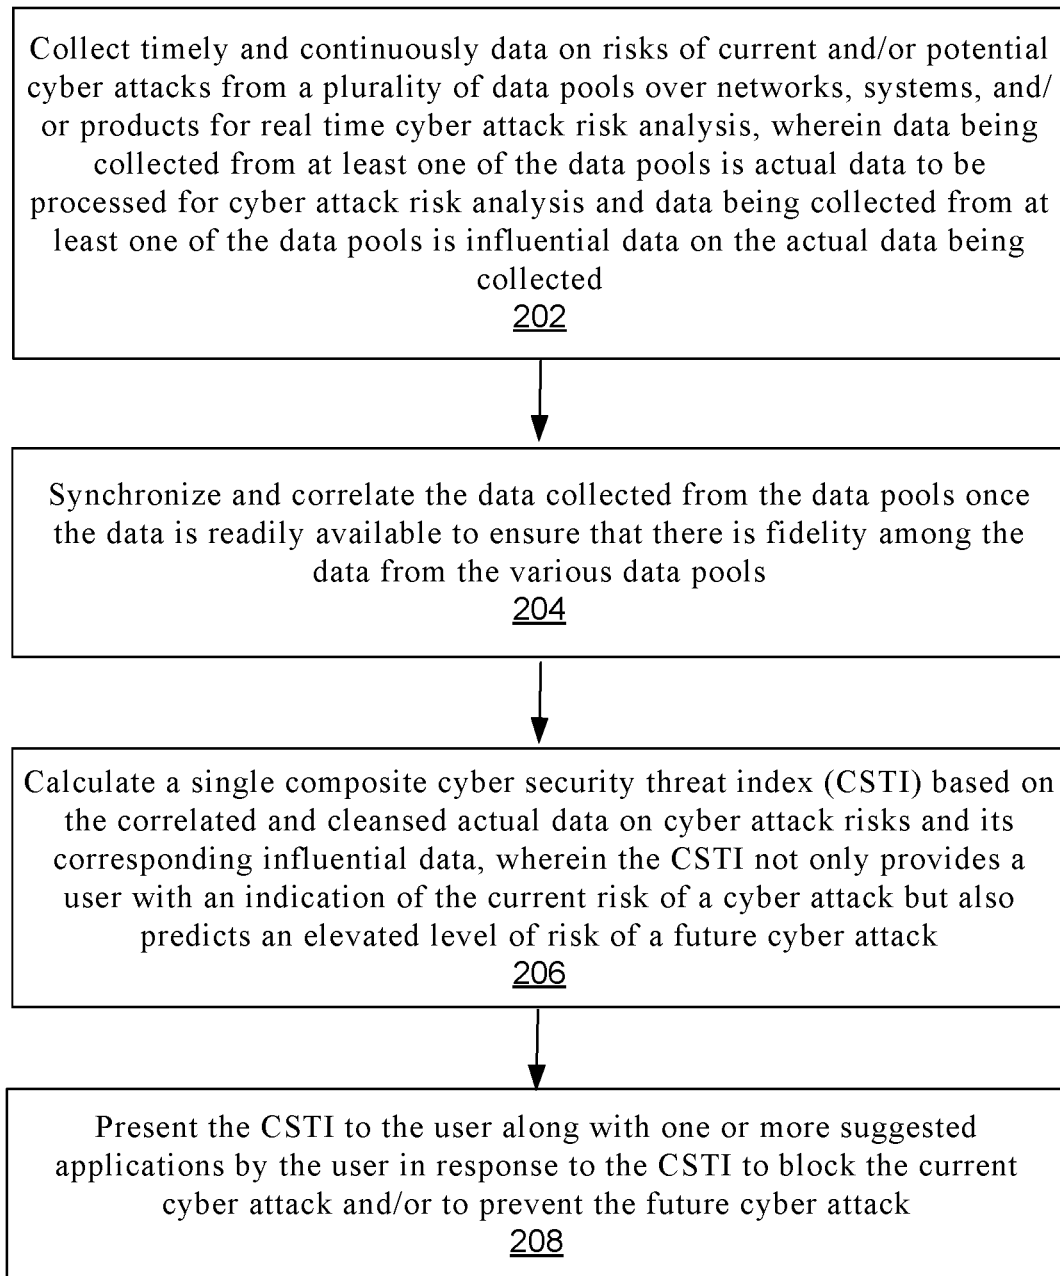 Collect timely and continuously data on risks of current and/or potential
cyber attacks from a plurality of data pools over networks, systems, and/
or products for real time cyber attack risk analysis, wherein data being
collected from at least one of the data pools is actual data to be
processed for cyber attack risk analysis and data being collected from at
least one of the data pools is influential data on the actual data being
collected
202
Synchronize and correlate the data collected from the data pools once
the data is readily available to ensure that there is fidelity among the
data from the various data pools
204
Calculate a single composite cyber security threat index (CSTI) based on
the correlated and cleansed actual data on cyber attack risks and its
corresponding influential data, wherein the CSTI not only provides a
user with an indication of the current risk of a cyber attack but also
predicts an elevated level of risk of a future cyber attack
206
Present the CSTI to the user along with one or more suggested
applications by the user in response to the CSTI to block the current
cyber attack and/or to prevent the future cyber attack
208